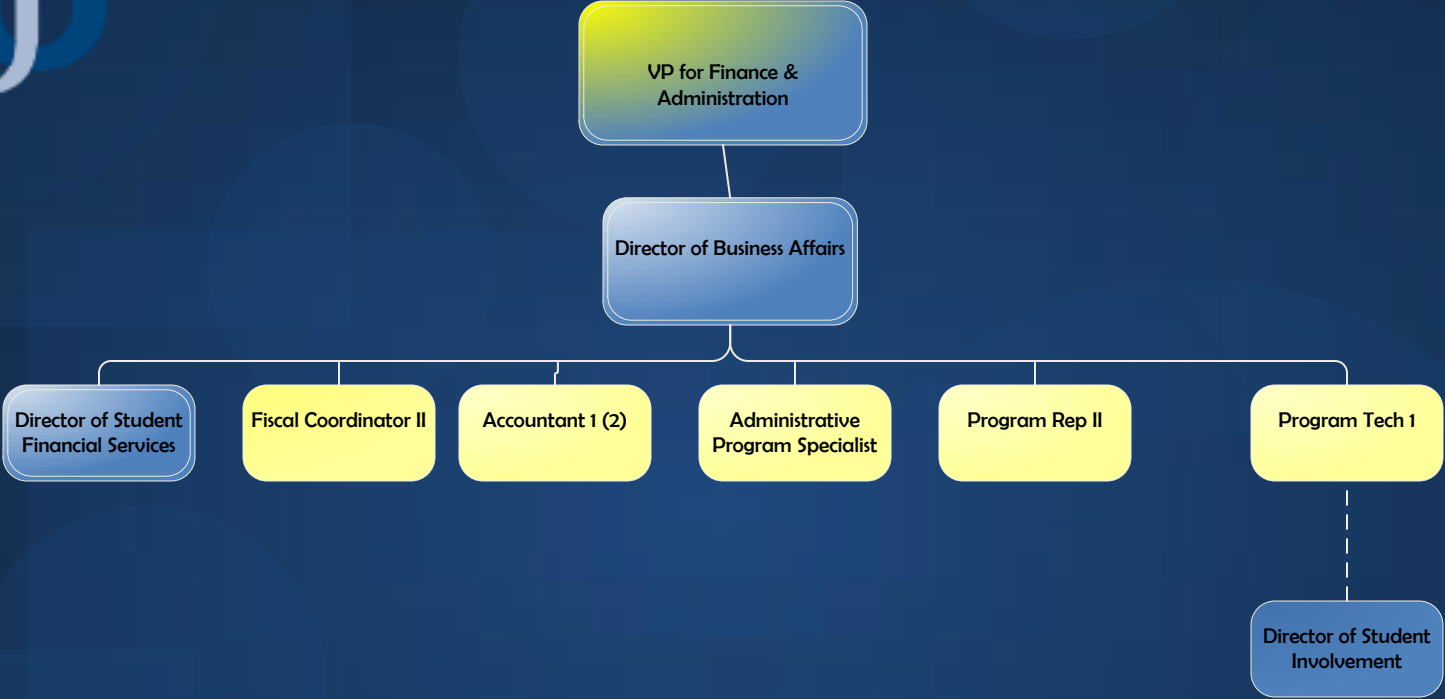 VP for Finance &
Administration
Director of Business Affairs
Director of Student
Financial Services
Fiscal Coordinator II
Accountant 1 (2)
Administrative
Program Specialist
Program Rep II
Program Tech 1
Director of Student
Involvement